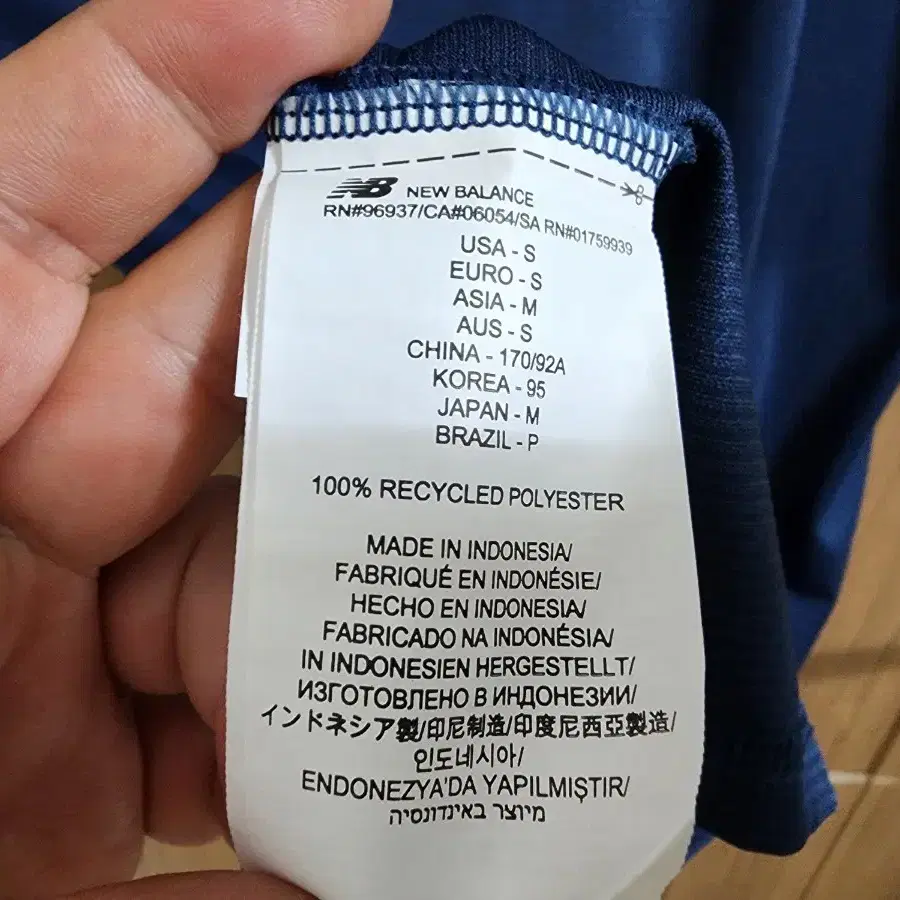 NB NEW BALANCE
RN#96937/CA#06054/SA RN#01759939
USA - S
EURO - S
ASIA - M
AUS - S
CHINA - 170/92A
KOREA - 95
JAPAN - M
BRAZIL - P
100% RECYCLED POLYESTER
MADE IN INDONESIA/
FABRIQUÉ EN INDONÉSIE/
HECHO EN INDONESIA/
FABRICADO NA INDONÉSIA/
IN INDONESIEN HERGESTELLT/
ИЗГОТОВЛЕНО В ИНДОНЕЗИИ/
インドネシア製/印尼制造/印度尼西亞製造/
인도네시아/
ENDONEZYA'DA YAPILMIŞTIR/
מיוצר באינדונסיה